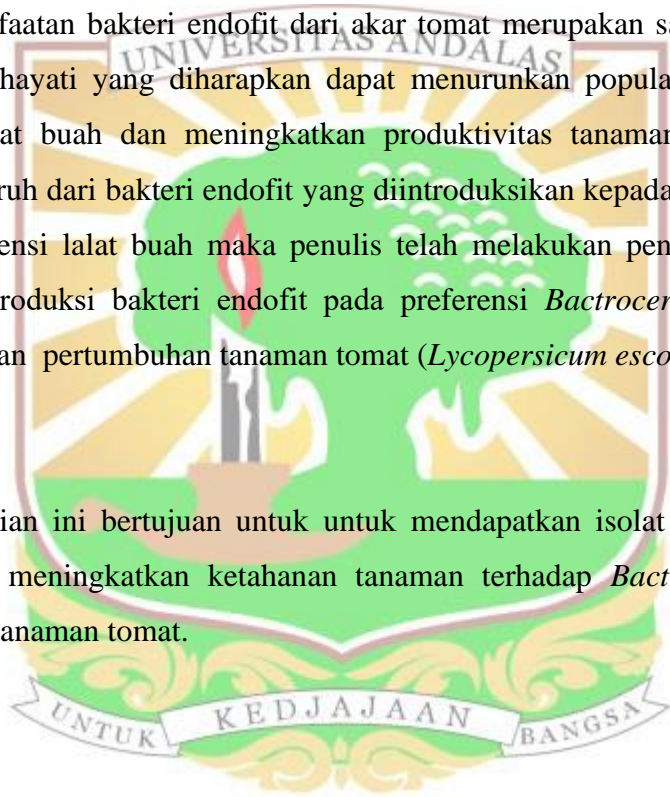 faatan bakteri endofit dari akar tomat merupakan sa
UNIVERSITAS ANDALAS
hayati yang diharapkan dapat menurunkan popula
at buah dan meningkatkan produktivitas tanaman
ruh dari bakteri endofit yang diintroduksikan kepada
ensi lalat buah maka penulis telah melakukan pen
roduksi bakteri endofit pada preferensi Bactrocer
an pertumbuhan tanaman tomat (Lycopersicum esco
ian ini bertujuan untuk untuk mendapatkan isolat
meningkatkan ketahanan tanaman terhadap Bact
anaman tomat.
UNTUK KEDJAJAAN BANGSA